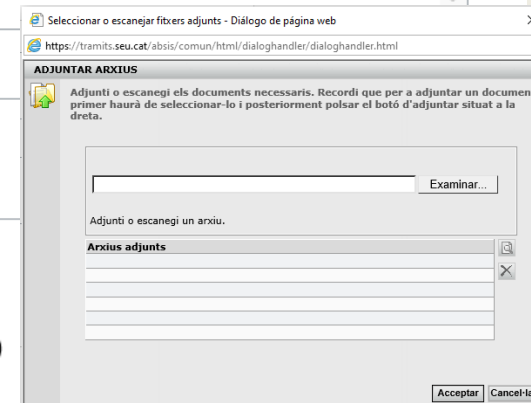 Seleccionar o escanejar fitxers adjunts - Diálogo de página web
https://tramits.seu.cat/absis/comun/html/dialoghandler/dialoghandler.html
ADJUNTAR ARXIUS
Adjunti o escanegi els documents necessaris. Recordi que per a adjuntar un documen
primer haurà de seleccionar-lo i posteriorment polsar el botó d'adjuntar situat a la
dreta.
Examinar...
Adjunti o escanegi un arxiu.
Arxius adjunts
Acceptar Cancel·la